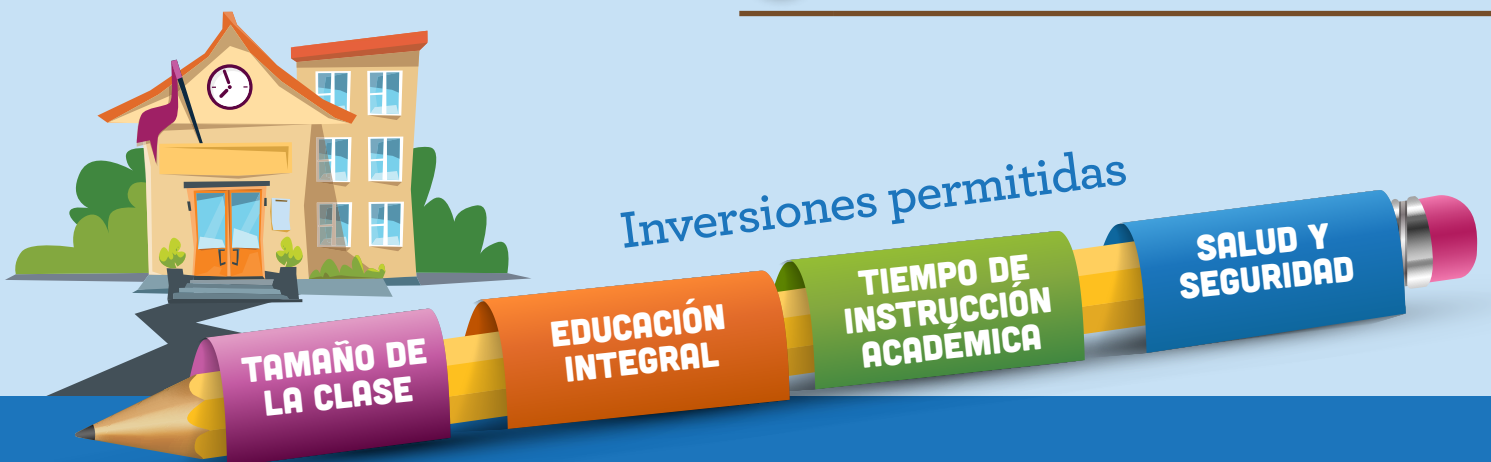 Inversiones permitidas
TAMAÑO DE
LA CLASE
EDUCACIÓN
INTEGRAL
TIEMPO DE
INSTRUCCIÓN
ACADÉMICA
SALUD Y
SEGURIDAD